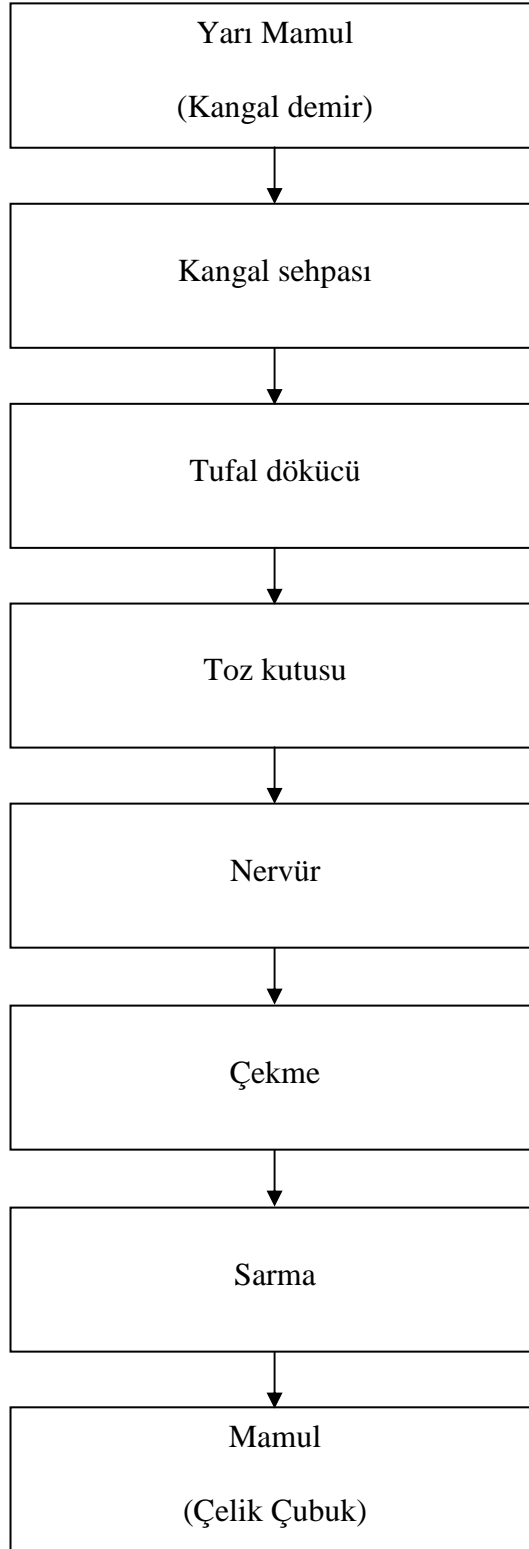 Yarı Mamul
(Kangal demir)
Kangal sehpası
Tufal dökücü
Toz kutusu
Nervür
Çekme
Sarma
Mamul
(Çelik Çubuk)